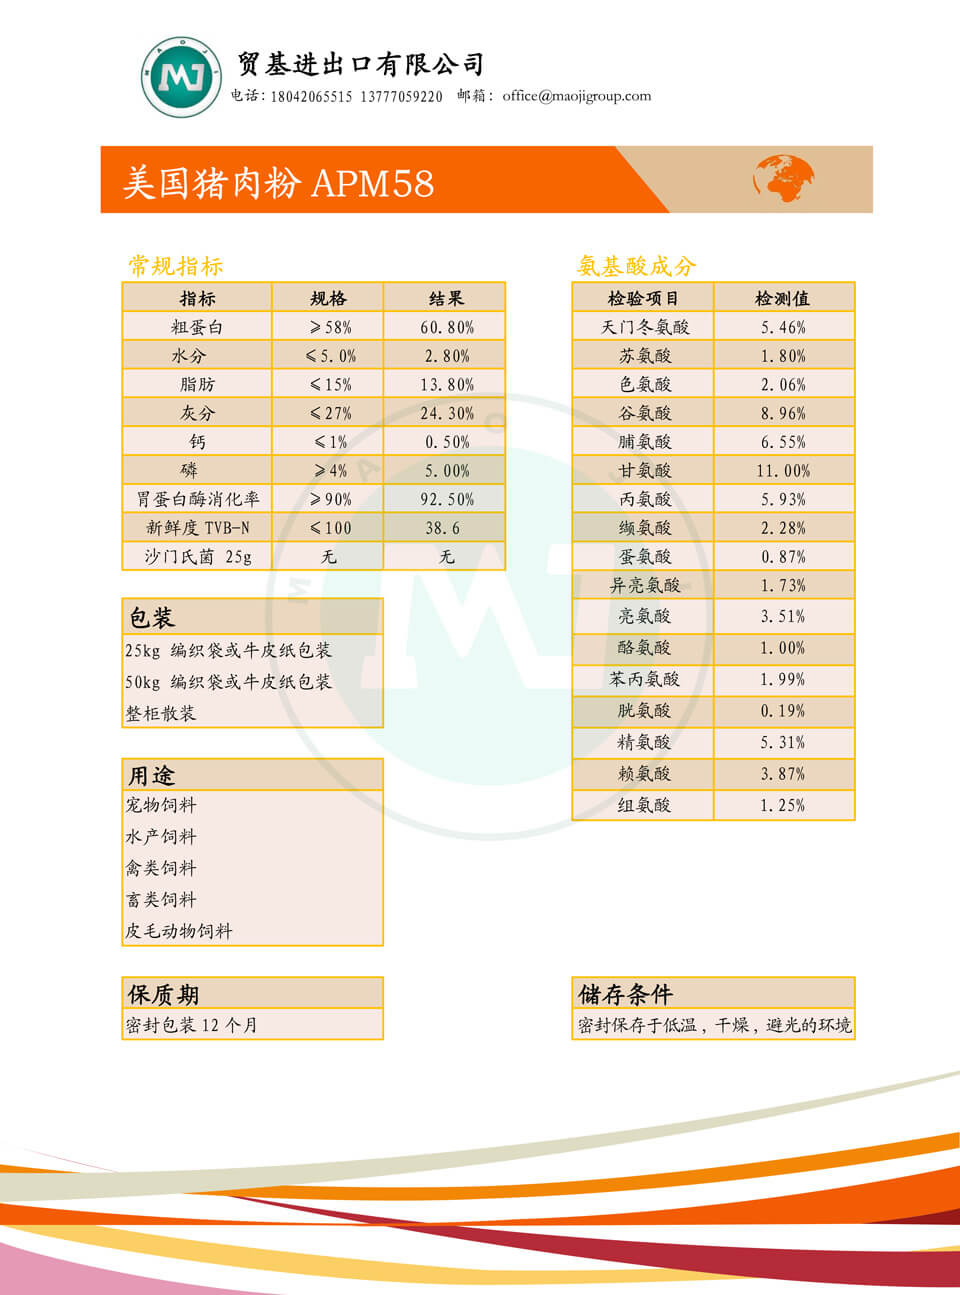 MAOJI
MJ
贸基进出口有限公司
电话：18042065515 13777059220 邮箱：office@maojigroup.com
美国猪肉粉 APM58
常规指标
指标 规格 结果
粗蛋白 ≥58% 60.80%
水分 ≤5.0% 2.80%
脂肪 ≤15% 13.80%
灰分 ≤27% 24.30%
钙 ≤1% 0.50%
磷 ≥4% 5.00%
胃蛋白酶消化率 ≥90% 92.50%
新鲜度 TVB-N ≤100 38.6
沙门氏菌 25g 无 无
氨基酸成分
检验项目 检测值
天门冬氨酸 5.46%
苏氨酸 1.80%
色氨酸 2.06%
谷氨酸 8.96%
脯氨酸 6.55%
甘氨酸 11.00%
丙氨酸 5.93%
缬氨酸 2.28%
蛋氨酸 0.87%
异亮氨酸 1.73%
亮氨酸 3.51%
酪氨酸 1.00%
苯丙氨酸 1.99%
胱氨酸 0.19%
精氨酸 5.31%
赖氨酸 3.87%
组氨酸 1.25%
包装
25kg 编织袋或牛皮纸包装
50kg 编织袋或牛皮纸包装
整柜散装
用途
宠物饲料
水产饲料
禽类饲料
畜类饲料
皮毛动物饲料
保质期
密封包装 12 个月
储存条件
密封保存于低温，干燥，避光的环境
MAOJI
MJ